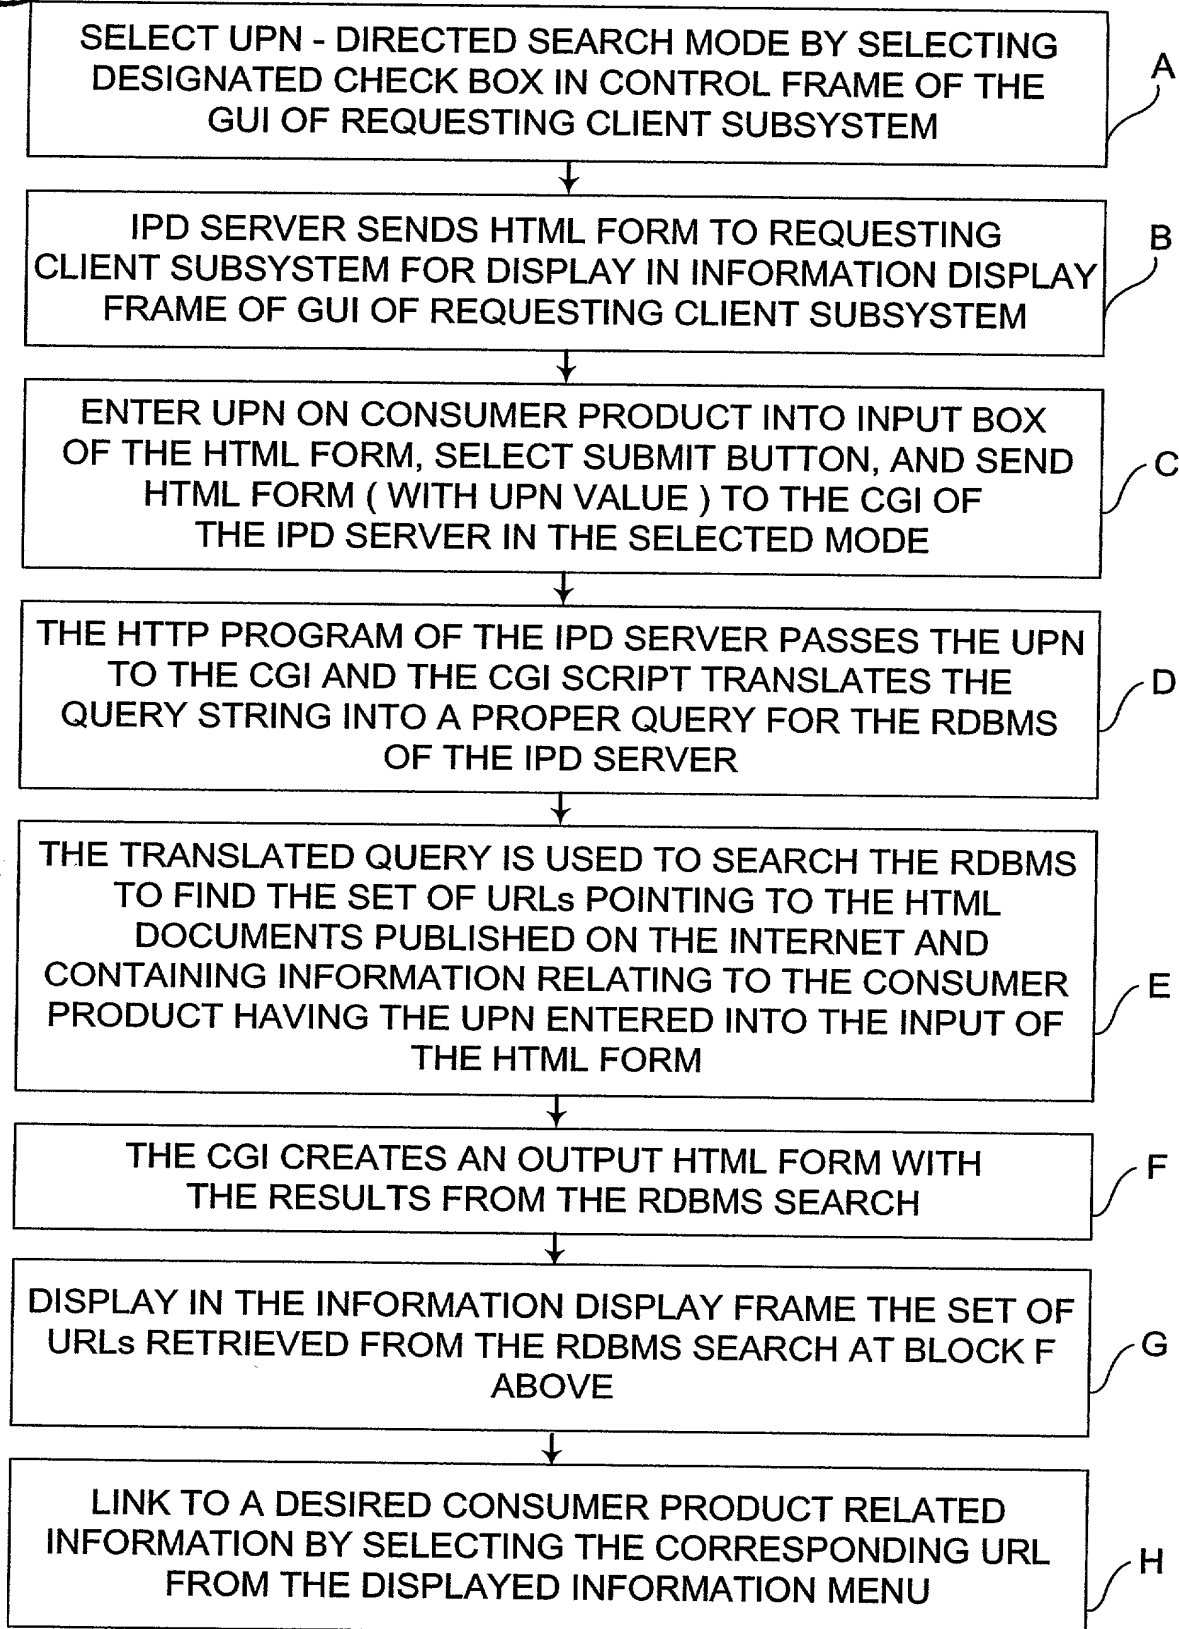 SELECT UPN - DIRECTED SEARCH MODE BY SELECTING
DESIGNATED CHECK BOX IN CONTROL FRAME OF THE
GUI OF REQUESTING CLIENT SUBSYSTEM
A
IPD SERVER SENDS HTML FORM TO REQUESTING
CLIENT SUBSYSTEM FOR DISPLAY IN INFORMATION DISPLAY
FRAME OF GUI OF REQUESTING CLIENT SUBSYSTEM
B
ENTER UPN ON CONSUMER PRODUCT INTO INPUT BOX
OF THE HTML FORM, SELECT SUBMIT BUTTON, AND SEND
HTML FORM ( WITH UPN VALUE ) TO THE CGI OF
THE IPD SERVER IN THE SELECTED MODE
C
THE HTTP PROGRAM OF THE IPD SERVER PASSES THE UPN
TO THE CGI AND THE CGI SCRIPT TRANSLATES THE
QUERY STRING INTO A PROPER QUERY FOR THE RDBMS
OF THE IPD SERVER
D
THE TRANSLATED QUERY IS USED TO SEARCH THE RDBMS
TO FIND THE SET OF URLs POINTING TO THE HTML
DOCUMENTS PUBLISHED ON THE INTERNET AND
CONTAINING INFORMATION RELATING TO THE CONSUMER
PRODUCT HAVING THE UPN ENTERED INTO THE INPUT OF
THE HTML FORM
E
THE CGI CREATES AN OUTPUT HTML FORM WITH
THE RESULTS FROM THE RDBMS SEARCH
F
DISPLAY IN THE INFORMATION DISPLAY FRAME THE SET OF
URLs RETRIEVED FROM THE RDBMS SEARCH AT BLOCK F
ABOVE
G
LINK TO A DESIRED CONSUMER PRODUCT RELATED
INFORMATION BY SELECTING THE CORRESPONDING URL
FROM THE DISPLAYED INFORMATION MENU
H